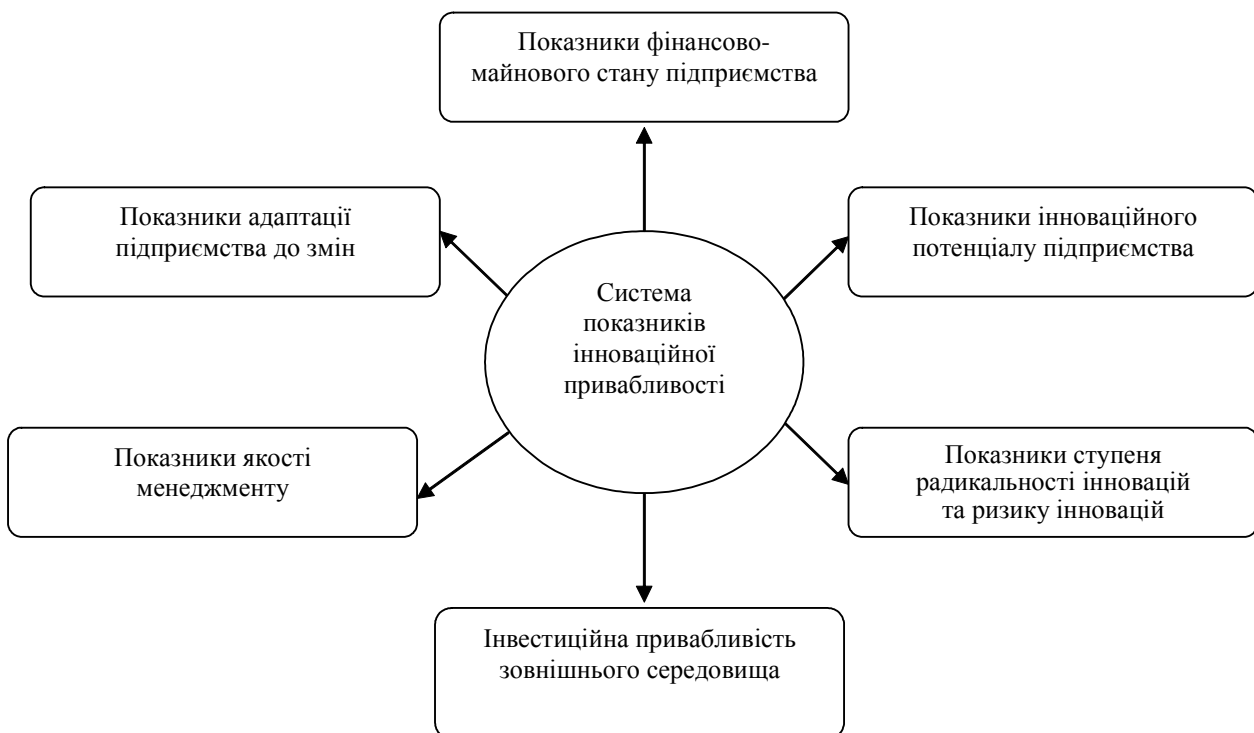 Показники фінансово-
майнового стану підприємства
Показники адаптації
підприємства до змін
Показники інноваційного
потенціалу підприємства
Система
показників
інноваційної
привабливості
Показники якості
менеджменту
Показники ступеня
радикальності інновацій
та ризику інновацій
Інвестиційна привабливість
зовнішнього середовища